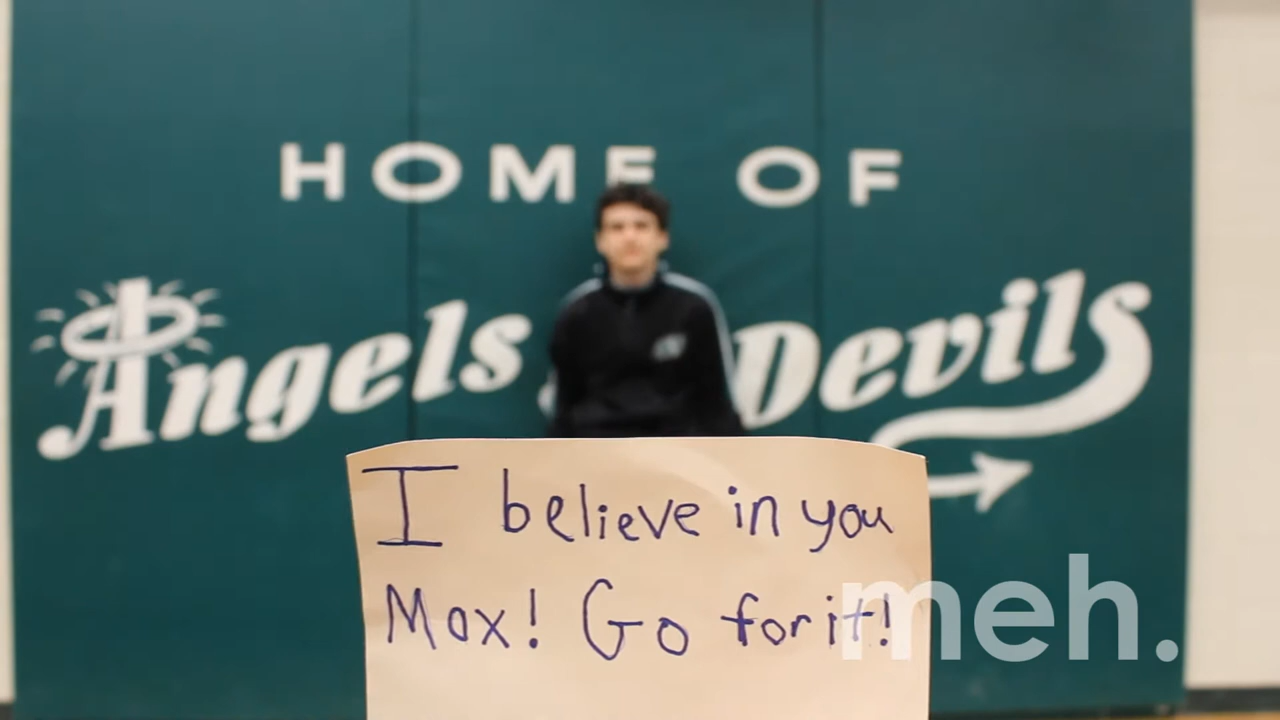 HOME OF
Angels Devils
I believe in you
Max! Go for it!
meh.